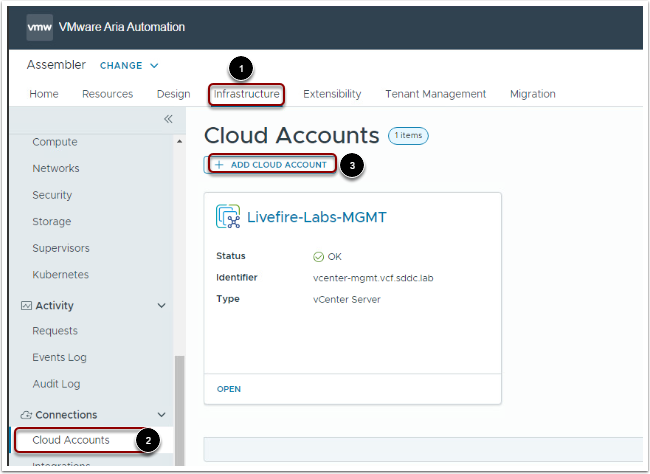 vmw VMware Aria Automation
Assembler CHANGE
1
Home Resources Design Infrastructure Extensibility Tenant Management Migration
Compute
Networks
Security
Storage
Supervisors
Kubernetes
Activity
Requests
Events Log
Audit Log
Connections
Cloud Accounts 2
Integrations
Cloud Accounts 1 items
+ ADD CLOUD ACCOUNT 3
Livefire-Labs-MGMT
Status OK
Identifier vcenter-mgmt.vcf.sddc.lab
Type vCenter Server
OPEN